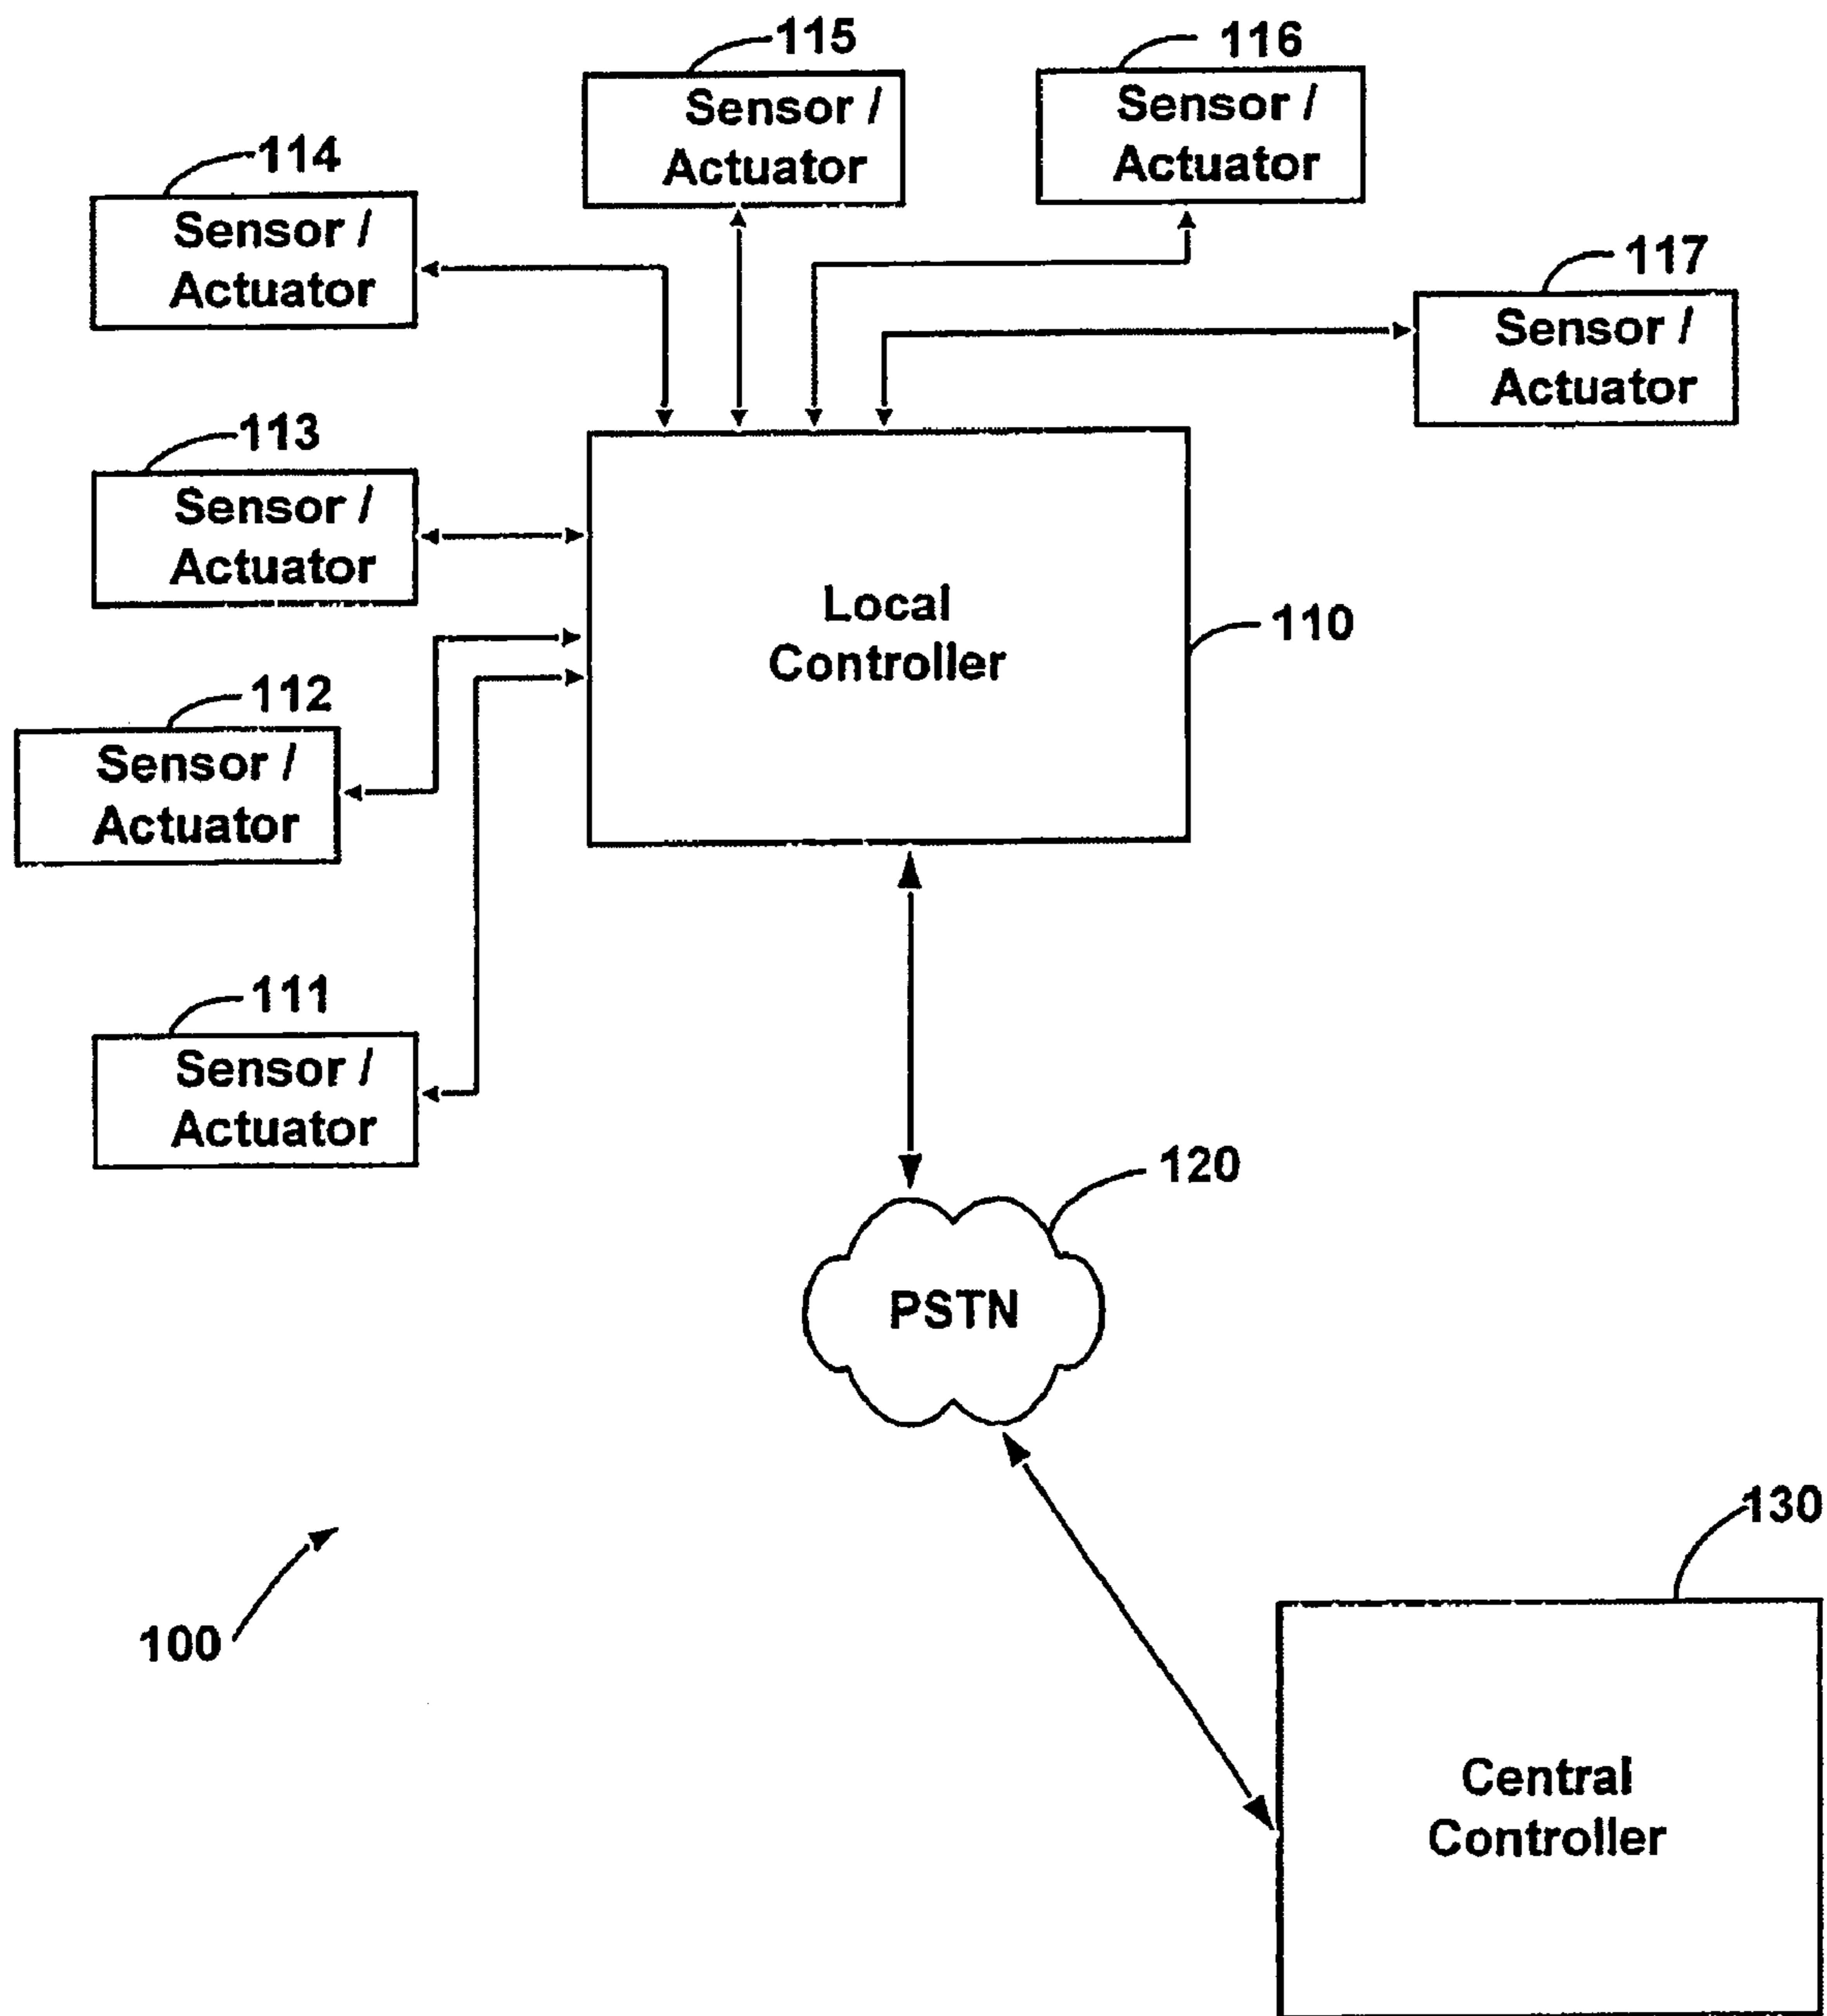 115
116
Sensor /
Actuator
Sensor /
Actuator
114
Sensor /
Actuator
117
Sensor /
Actuator
113
Sensor /
Actuator
Local
Controller
110
112
Sensor /
Actuator
111
Sensor /
Actuator
120
PSTN
130
100
Central
Controller